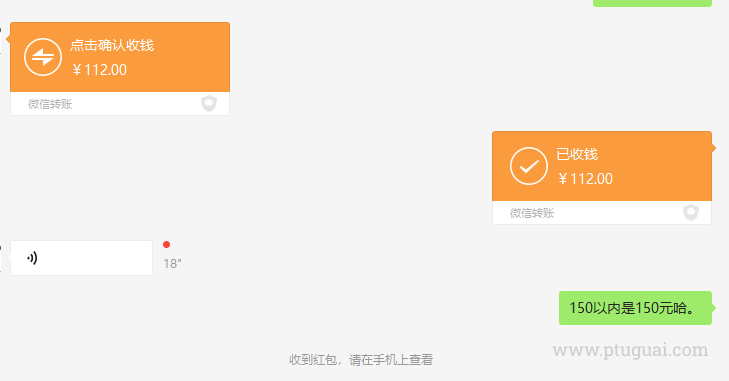 点击确认收钱
￥112.00
微信转账
已收钱
￥112.00
微信转账
18"
150以内是150元哈。
www.ptuguai.com
收到红包，请在手机上查看